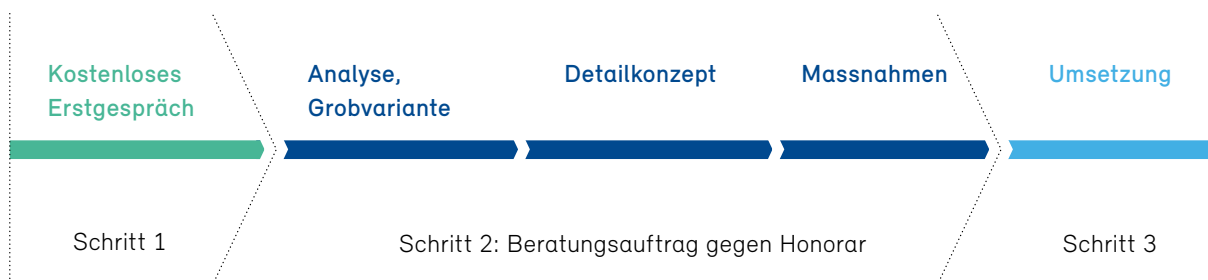 Kostenloses
Erstgespräch
Analyse,
Grobvariante
Detailkonzept
Massnahmen
Umsetzung
Schritt 1
Schritt 2: Beratungsauftrag gegen Honorar
Schritt 3